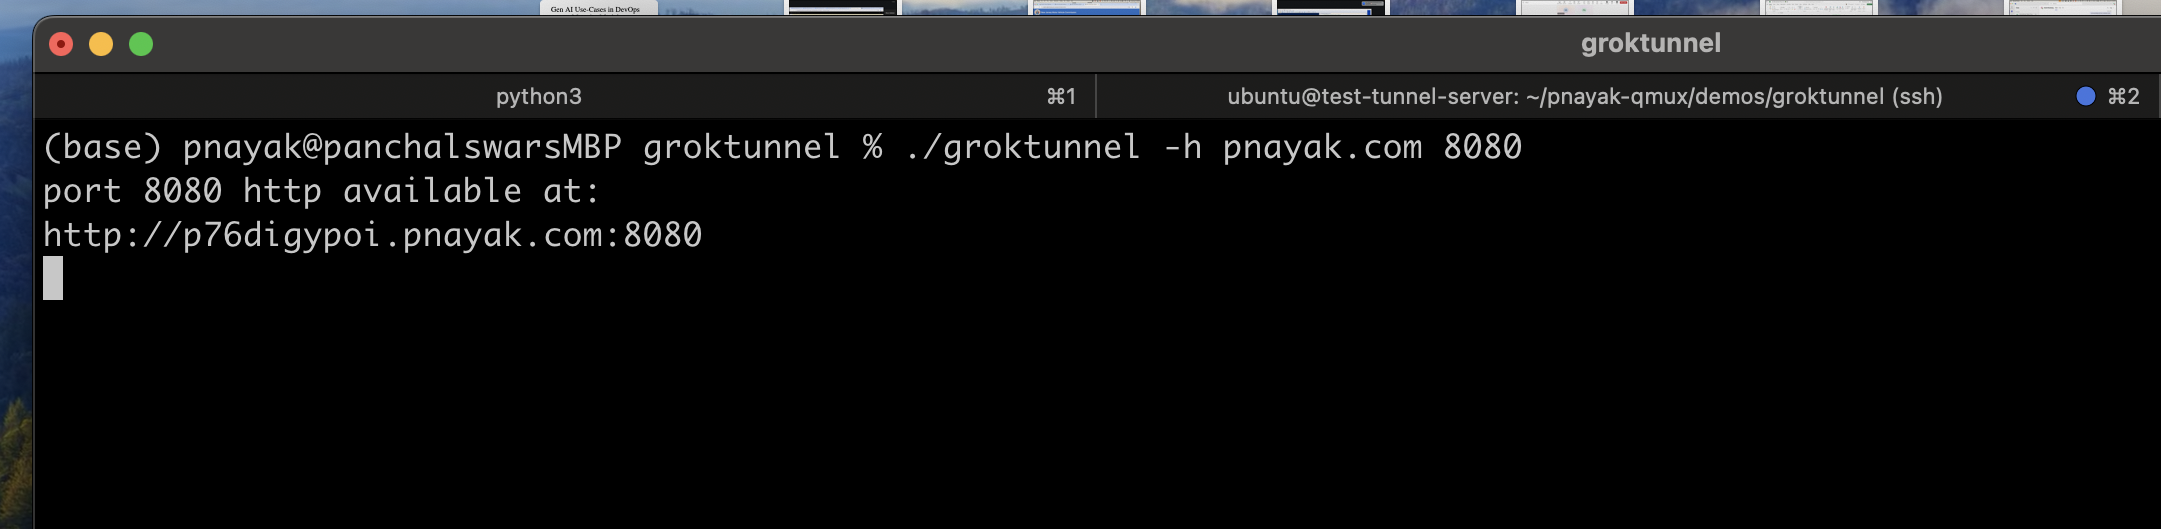 Gen AI Use-Cases in DevOps
groktunnel
python3 ⌘1
ubuntu@test-tunnel-server: ~/pnayak-qmux/demos/groktunnel (ssh) ⌘2
(base) pnayak@panchalswarsMBP groktunnel % ./groktunnel -h pnayak.com 8080
port 8080 http available at:
http://p76digypoi.pnayak.com:8080